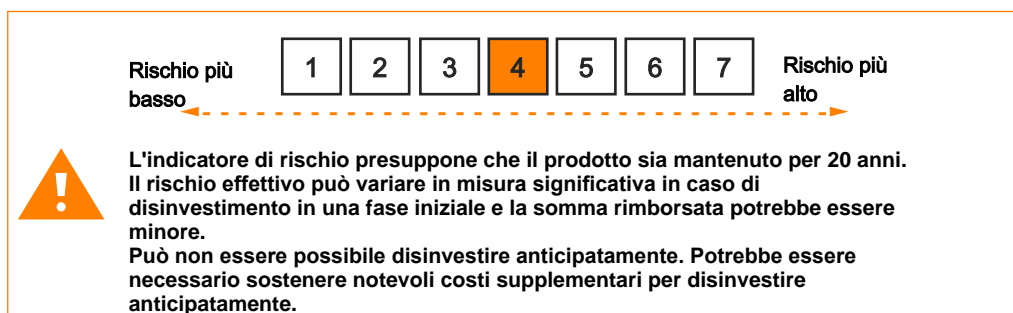 Rischio più
basso
1 2 3 4 5 6 7
Rischio più
alto
!
L'indicatore di rischio presuppone che il prodotto sia mantenuto per 20 anni.
Il rischio effettivo può variare in misura significativa in caso di
disinvestimento in una fase iniziale e la somma rimborsata potrebbe essere
minore.
Può non essere possibile disinvestire anticipatamente. Potrebbe essere
necessario sostenere notevoli costi supplementari per disinvestire
anticipatamente.